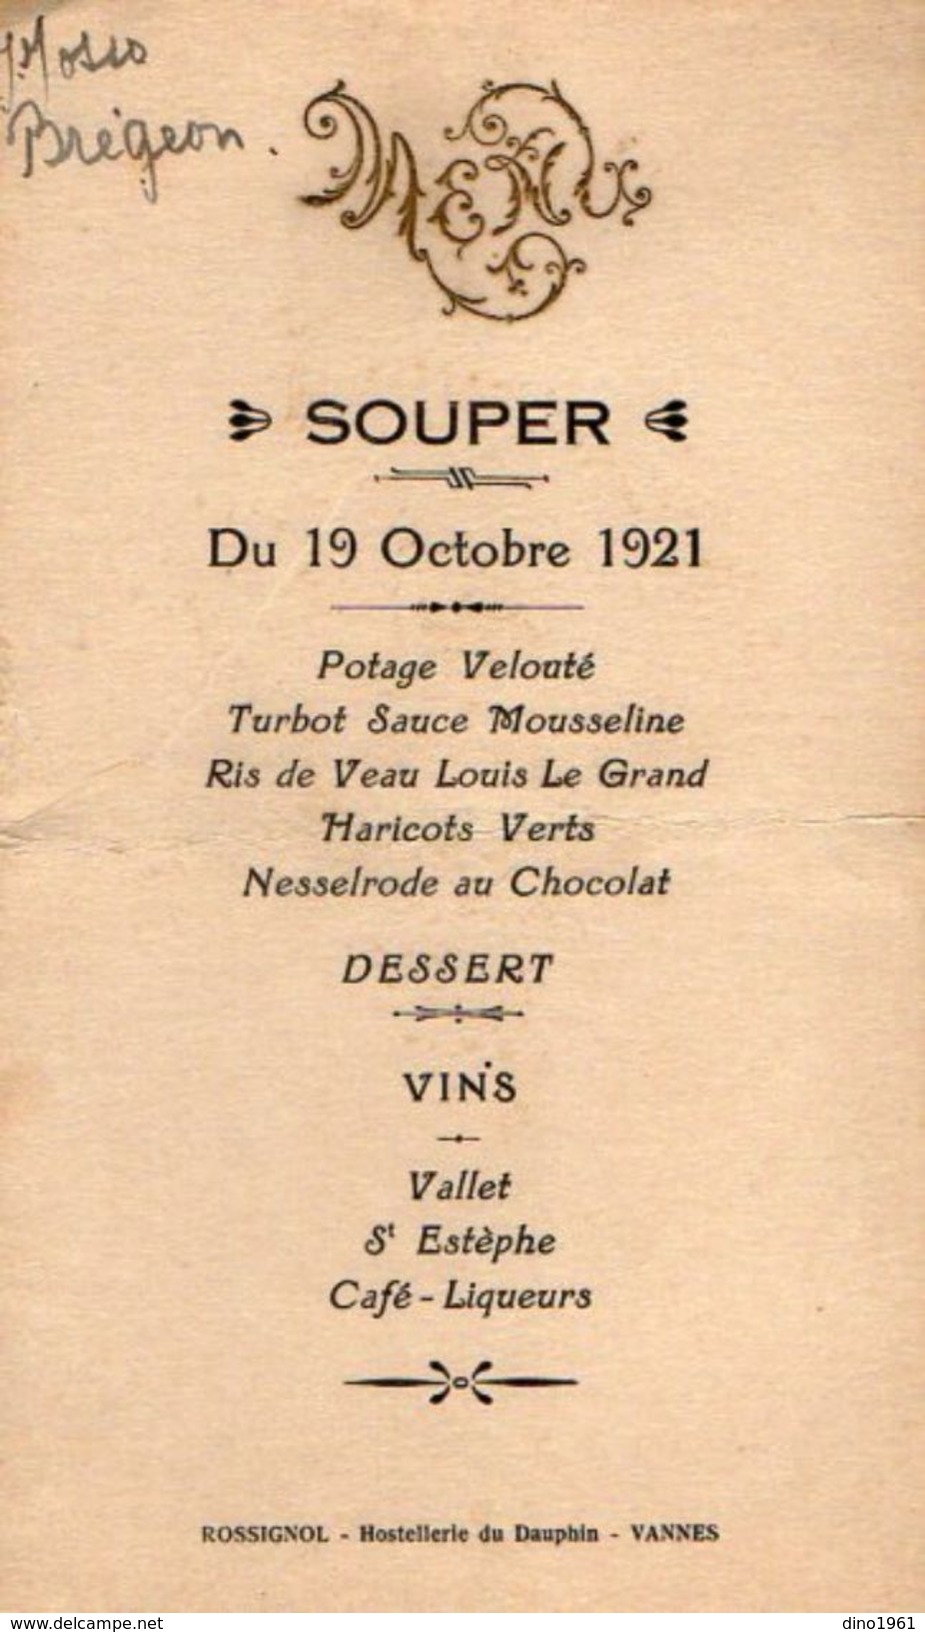 Brégeon.
MENU
SOUPER
Du 19 Octobre 1921
Potage Velouté
Turbot Sauce Mousseline
Ris de Veau Louis Le Grand
Haricots Verts
Nesselrode au Chocolat
DESSERT
VINS
Vallet
St Estèphe
Café - Liqueurs
ROSSIGNOL - Hostellerie du Dauphin - VANNES
https://www.delcampe.net
dino1961